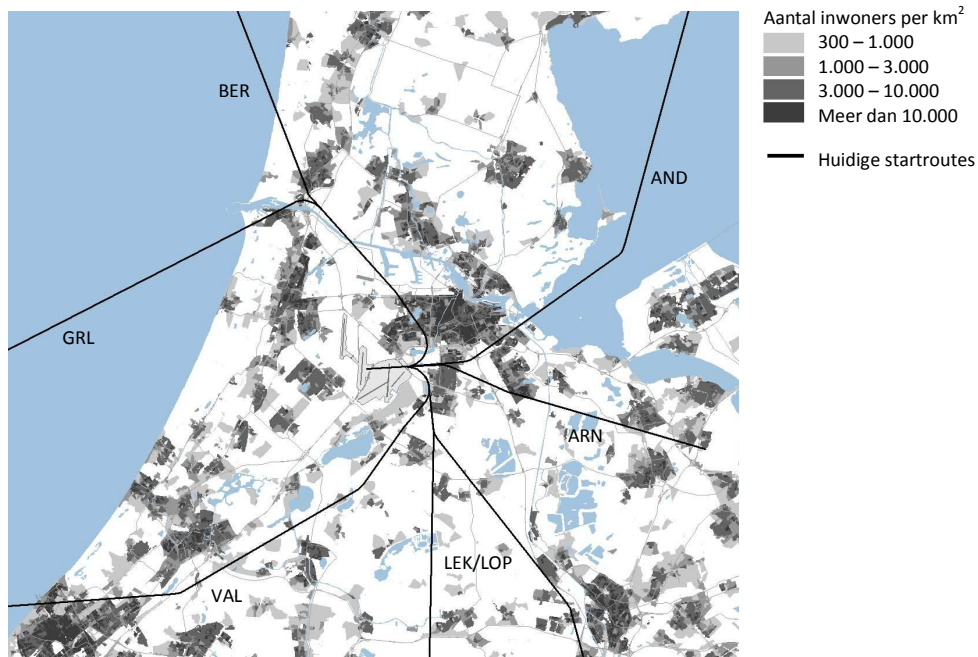 Aantal inwoners per km²
300 – 1.000
1.000 – 3.000
3.000 – 10.000
Meer dan 10.000
Huidige startroutes
BER
AND
GRL
ARN
LEK/LOP
VAL